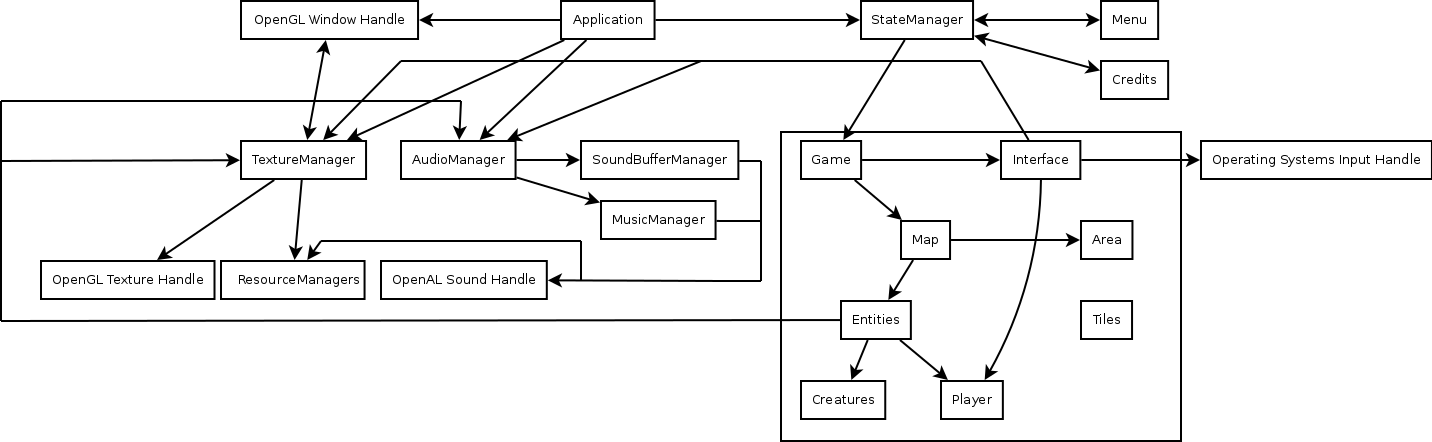 OpenGL Window Handle
Application
StateManager
Menu
Credits
TextureManager
AudioManager
SoundBufferManager
Game
Interface
Operating Systems Input Handle
MusicManager
Map
Area
OpenGL Texture Handle
ResourceManagers
OpenAL Sound Handle
Entities
Tiles
Creatures
Player